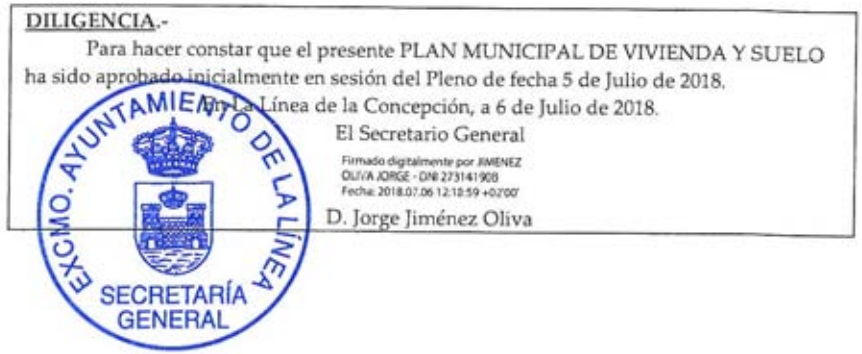 DILIGENCIA.-
Para hacer constar que el presente PLAN MUNICIPAL DE VIVIENDA Y SUELO
ha sido aprobado inicialmente en sesión del Pleno de fecha 5 de Julio de 2018.
En La Línea de la Concepción, a 6 de Julio de 2018.
El Secretario General
Firmado digitalmente por JIMENEZ
OLIVA JORGE - DNI 27314190B
Fecha: 2018.07.06 12:18:59 +02'00'
D. Jorge Jiménez Oliva
EXCMO. AYUNTAMIENTO DE LA LÍNEA
SECRETARÍA
GENERAL